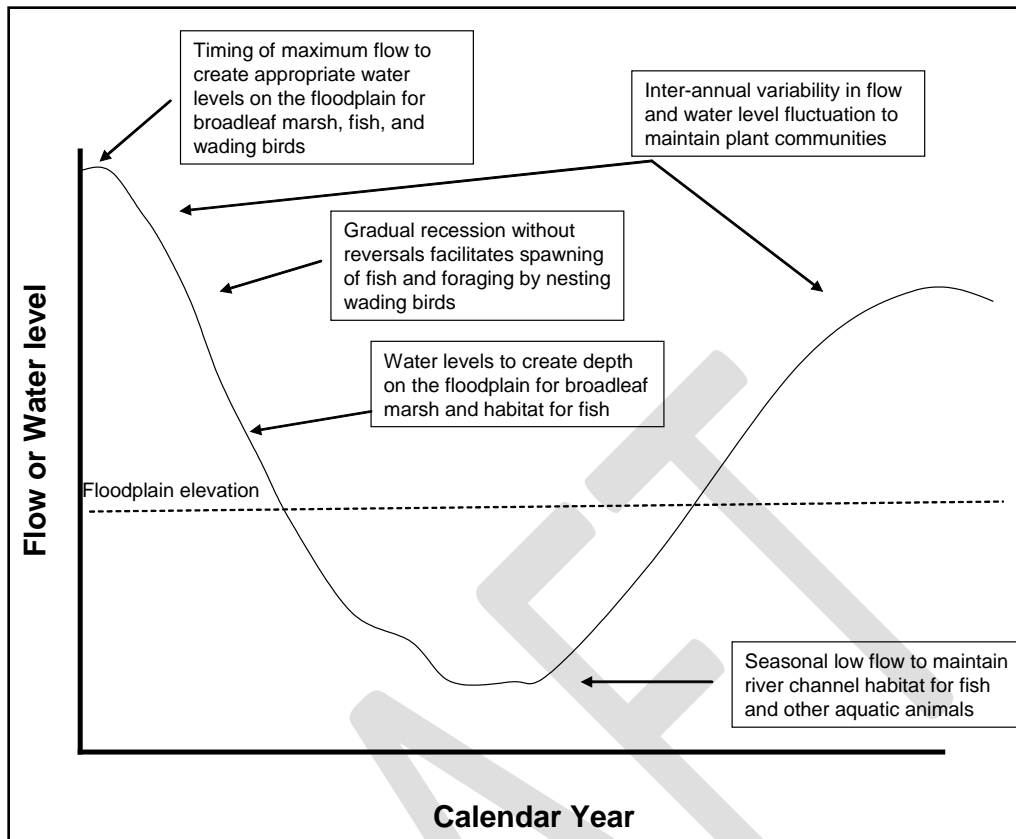 Timing of maximum flow to
create appropriate water
levels on the floodplain for
broadleaf marsh, fish, and
wading birds
Inter-annual variability in flow
and water level fluctuation to
maintain plant communities
Gradual recession without
reversals facilitates spawning
of fish and foraging by nesting
wading birds
Water levels to create depth
on the floodplain for broadleaf
marsh and habitat for fish
Flow or Water level
Floodplain elevation
Seasonal low flow to maintain
river channel habitat for fish
and other aquatic animals
Calendar Year
AFT